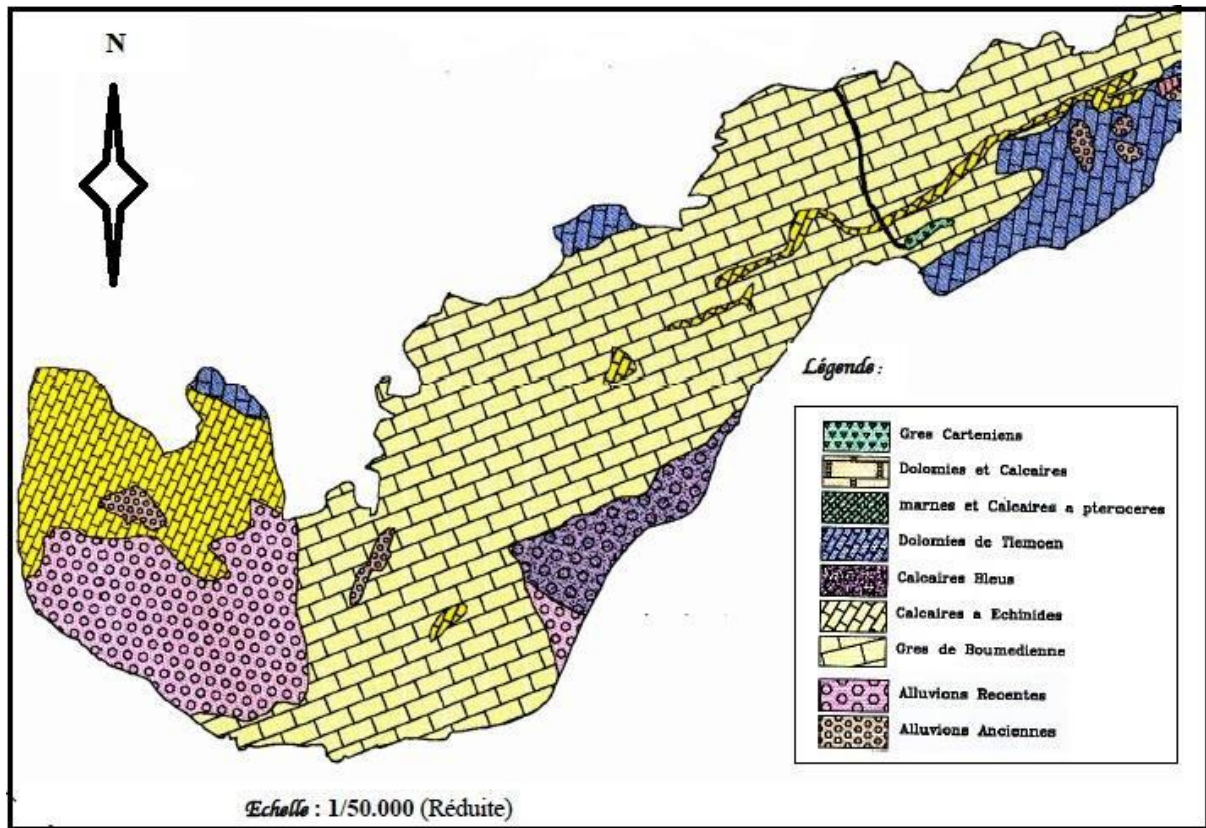 N
Légende :
Gres Carteniens
Dolomies et Calcaires
marnes et Calcaires a pteroceres
Dolomies de Tlemcen
Calcaires Bleus
Calcaires a Echinides
Gres de Boumedienne
Alluvions Recentes
Alluvions Anciennes
Echelle : 1/50.000 (Réduite)